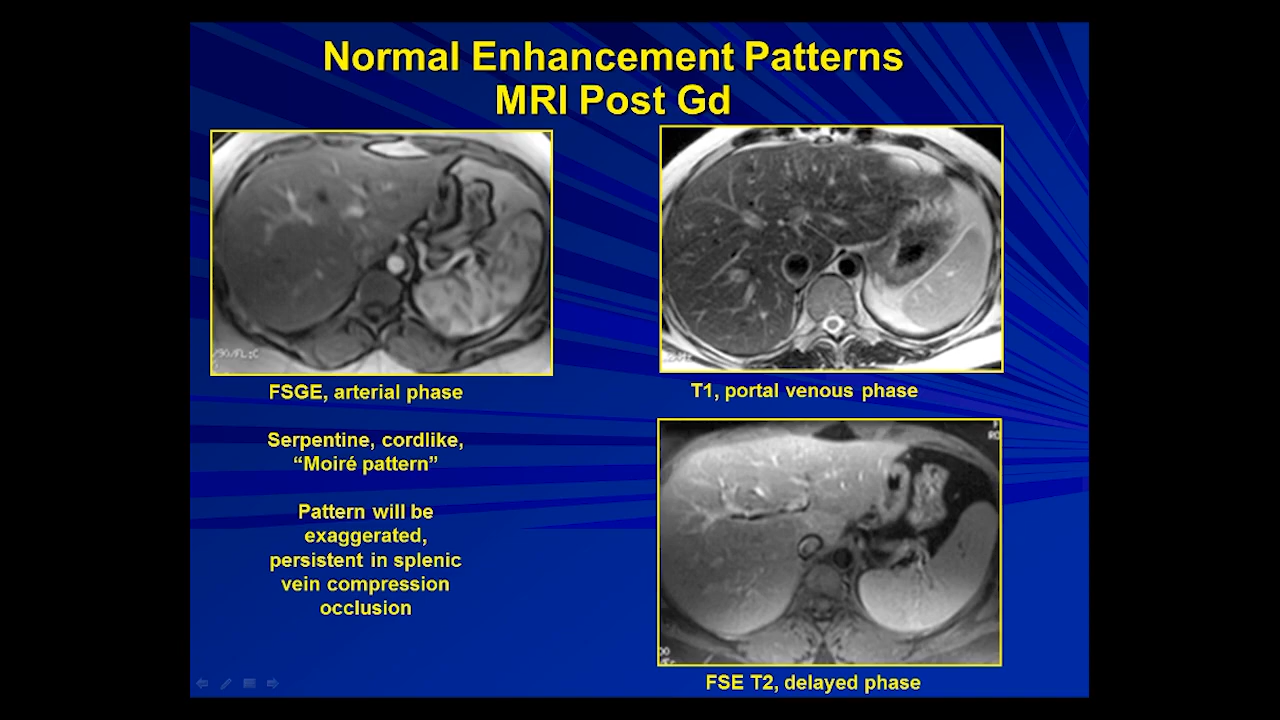 Normal Enhancement Patterns
MRI Post Gd
FSGE, arterial phase
Serpentine, cordlike,
“Moiré pattern”
Pattern will be
exaggerated,
persistent in splenic
vein compression
occlusion
T1, portal venous phase
FSE T2, delayed phase